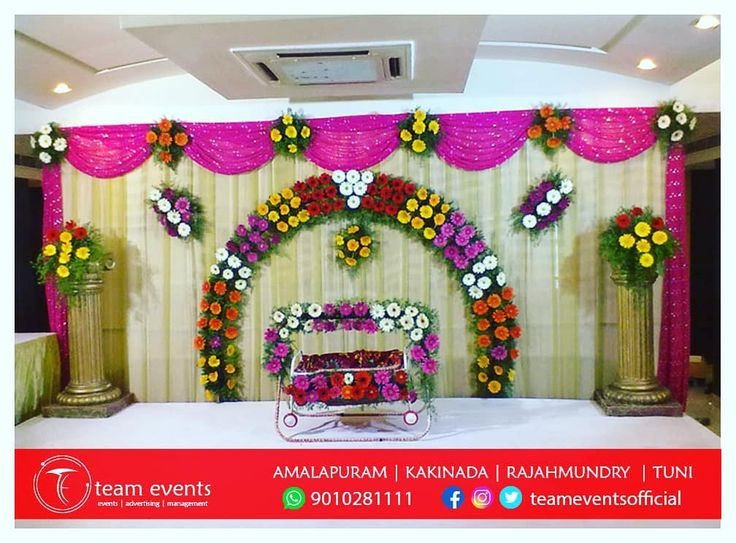 AMALAPURAM | KAKINADA | RAJAHMUNDRY | TUNI
team events
events | advertising | management
9010281111 teameventsofficial